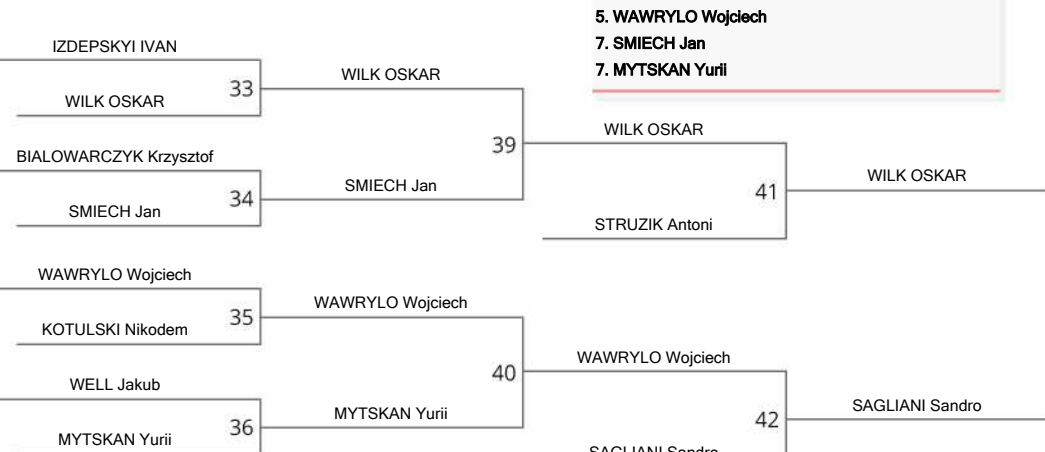 5. WAWRYLO Wojciech
7. SMIECH Jan
7. MYTSKAN Yurii
IZDEPSKYI IVAN
33
WILK OSKAR
WILK OSKAR
39
BIALOWARCZYK Krzysztof
34
SMIECH Jan
SMIECH Jan
WILK OSKAR
41
STRUZIK Antoni
WILK OSKAR
WAWRYLO Wojciech
35
KOTULSKI Nikodem
WAWRYLO Wojciech
40
WELL Jakub
36
MYTSKAN Yurii
MYTSKAN Yurii
WAWRYLO Wojciech
42
SAGLIANI Sandro
SAGLIANI Sandro